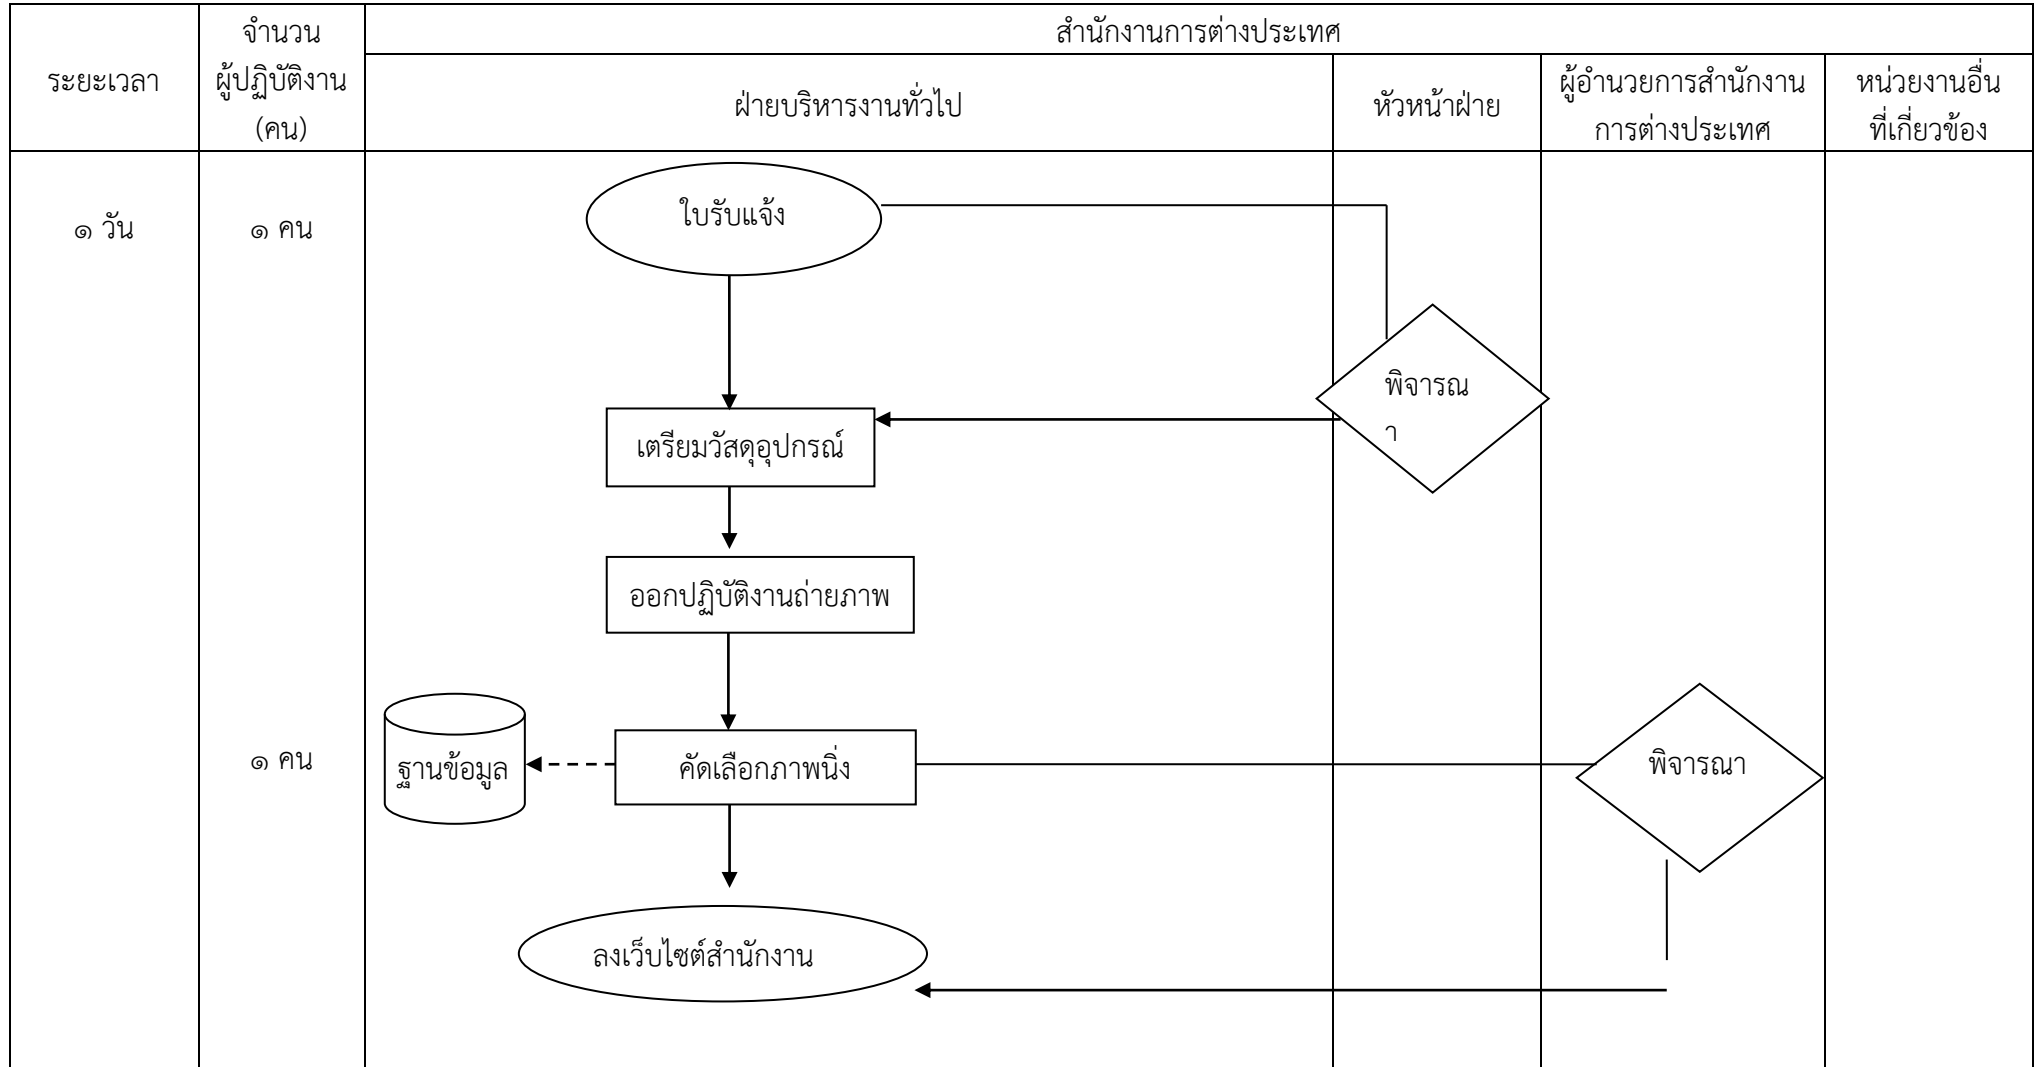 ระยะเวลา
จำนวน
ผู้ปฏิบัติงาน
(คน)
สำนักงานการต่างประเทศ
ฝ่ายบริหารงานทั่วไป
หัวหน้าฝ่าย
ผู้อำนวยการสำนักงาน
การต่างประเทศ
หน่วยงานอื่น
ที่เกี่ยวข้อง
๑ วัน
๑ คน
ใบรับแจ้ง
พิจารณ
า
เตรียมวัสดุอุปกรณ์
ออกปฏิบัติงานถ่ายภาพ
๑ คน
ฐานข้อมูล
คัดเลือกภาพนิ่ง
พิจารณา
ลงเว็บไซต์สำนักงาน